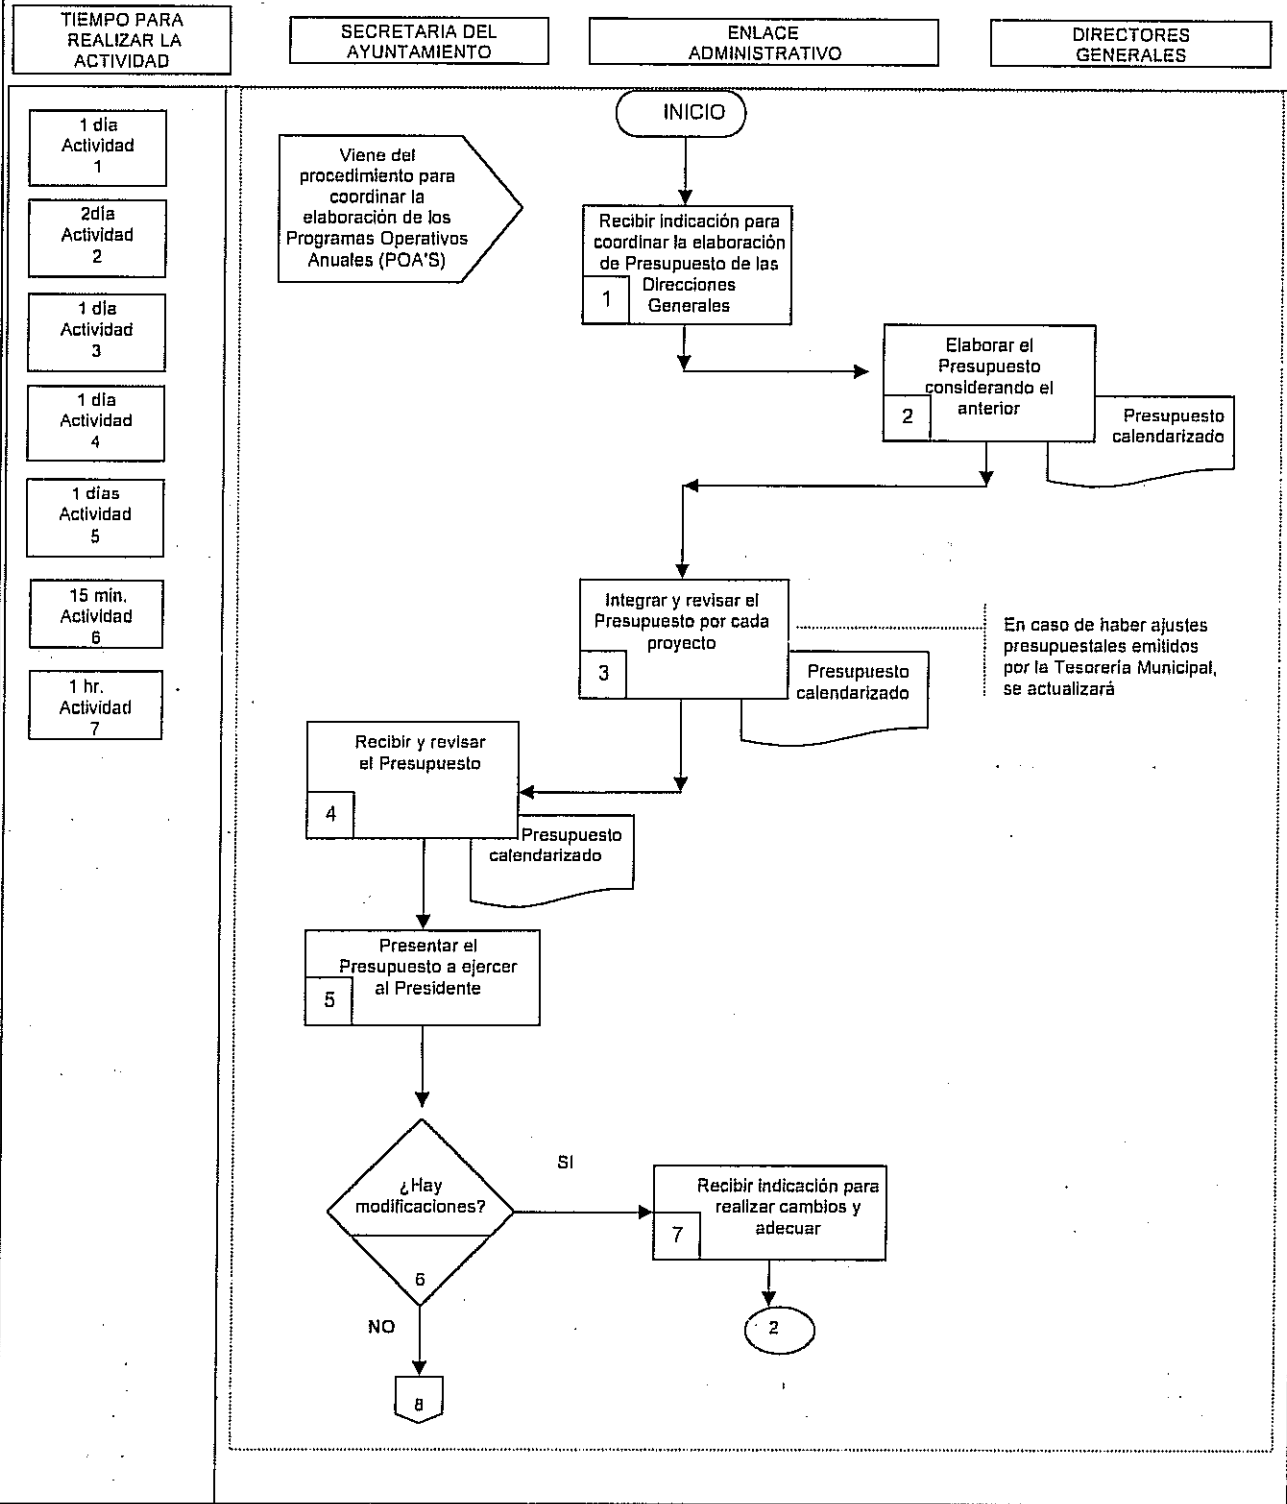 TIEMPO PARA
REALIZAR LA
ACTIVIDAD
SECRETARIA DEL
AYUNTAMIENTO
ENLACE
ADMINISTRATIVO
DIRECTORES
GENERALES
1 día
Actividad
1
2día
Actividad
2
1 día
Actividad
3
1 día
Actividad
4
1 días
Actividad
5
15 min.
Actividad
6
1 hr.
Actividad
7
INICIO
Viene del
procedimiento para
coordinar la
elaboración de los
Programas Operativos
Anuales (POA'S)
Recibir indicación para
coordinar la elaboración
de Presupuesto de las
Direcciones
Generales
1
Elaborar el
Presupuesto
considerando el
anterior
2
Presupuesto
calendarizado
Integrar y revisar el
Presupuesto por cada
proyecto
3
Presupuesto
calendarizado
En caso de haber ajustes
presupuestales emitidos
por la Tesorería Municipal,
se actualizará
Recibir y revisar
el Presupuesto
4
Presupuesto
calendarizado
Presentar el
Presupuesto a ejercer
al Presidente
5
¿Hay
modificaciones?
6
SI
Recibir indicación para
realizar cambios y
adecuar
7
2
NO
8